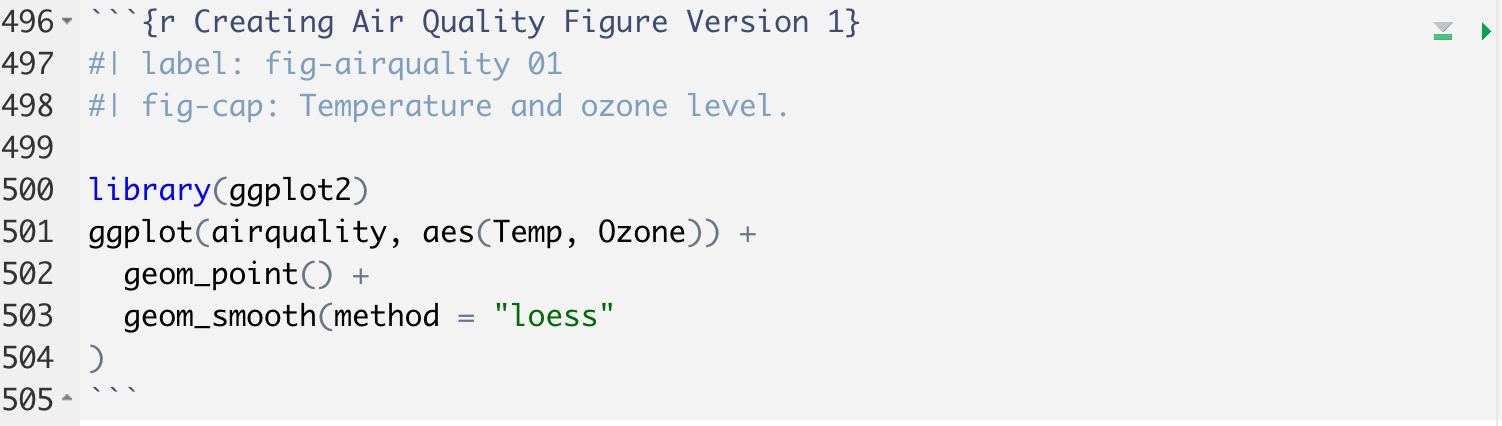 496 ```{r Creating Air Quality Figure Version 1}
497 #| label: fig-airquality 01
498 #| fig-cap: Temperature and ozone level.
499
500 library(ggplot2)
501 ggplot(airquality, aes(Temp, Ozone)) +
502   geom_point() +
503   geom_smooth(method = "loess"
504 )
505 ```